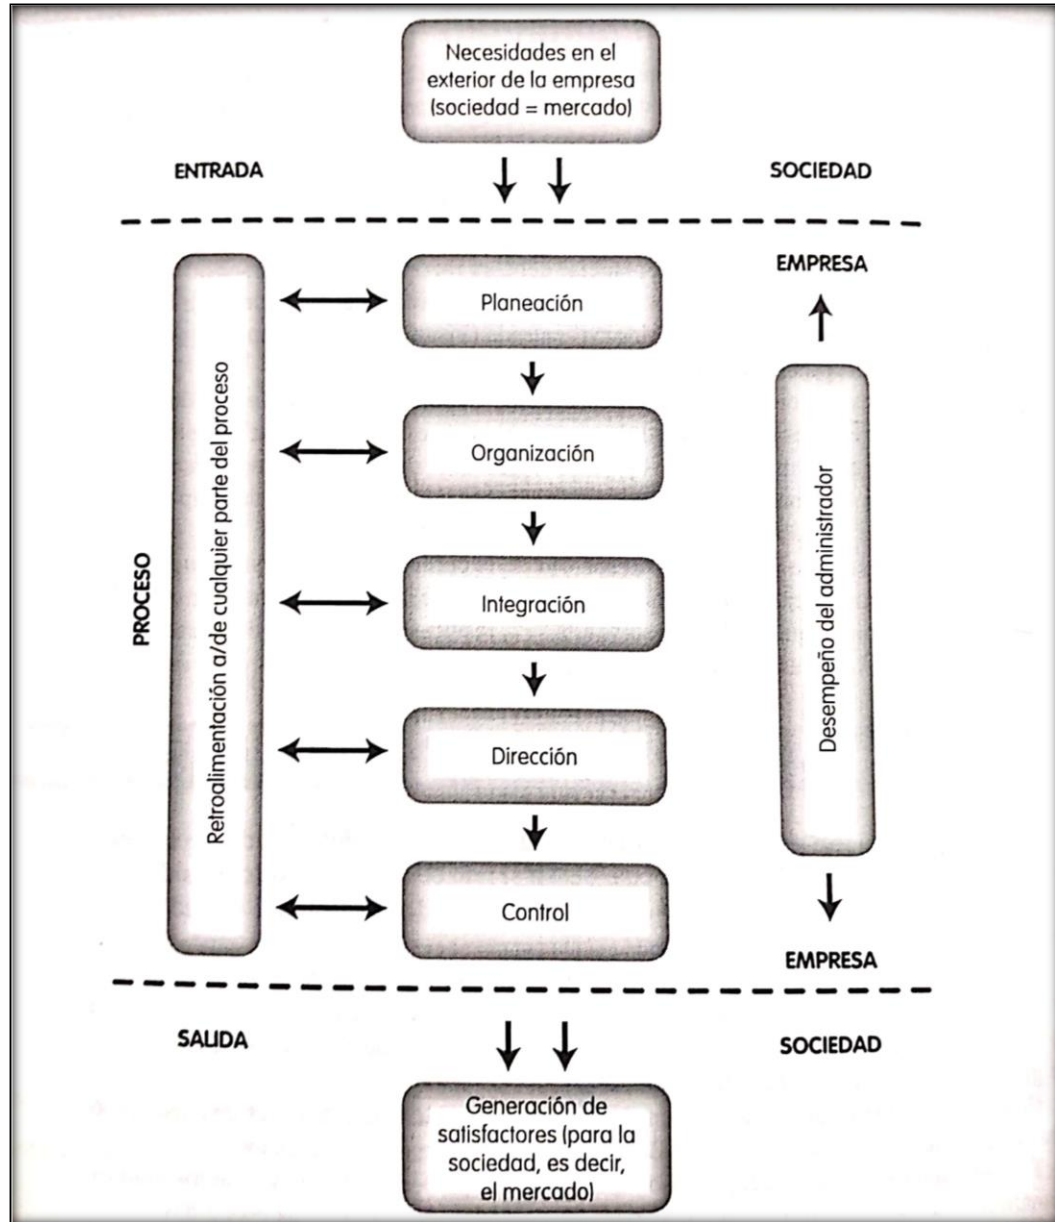 Necesidades en el
exterior de la empresa
(sociedad = mercado)
ENTRADA
SOCIEDAD
EMPRESA
Planeación
Organización
Integración
Dirección
Control
PROCESO
Retroalimentación a/de cualquier parte del proceso
Desempeño del administrador
EMPRESA
SALIDA
SOCIEDAD
Generación de
satisfactores (para la
sociedad, es decir,
el mercado)